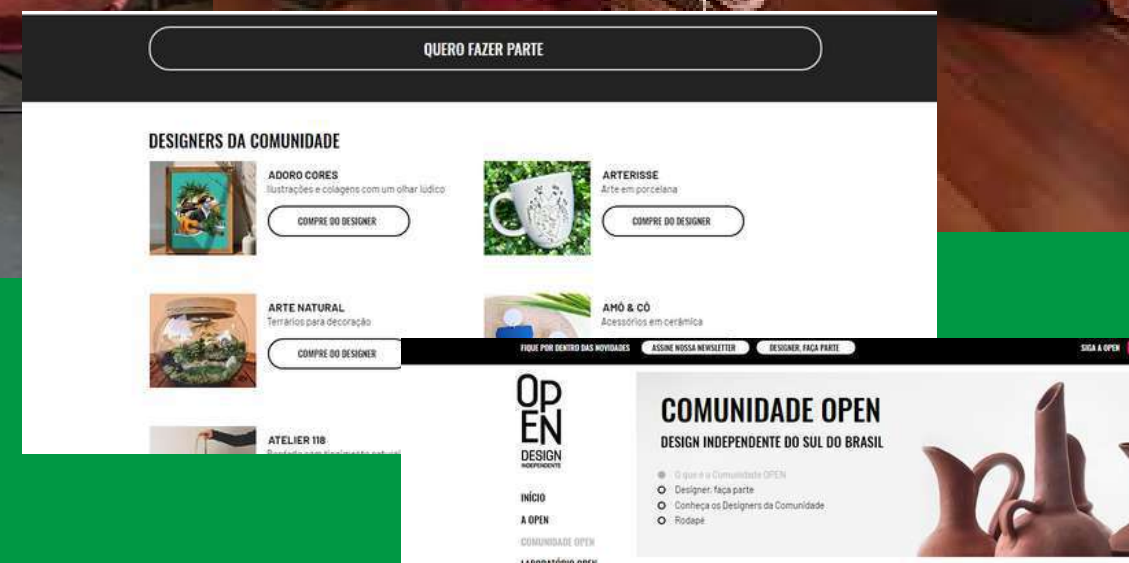 QUERO FAZER PARTE
DESIGNERS DA COMUNIDADE
ADORO CORES
Ilustrações e colagens com um olhar lúdico
COMPRE DO DESIGNER
ARTERISSE
Arte em porcelana
COMPRE DO DESIGNER
ARTE NATURAL
Terrários para decoração
COMPRE DO DESIGNER
AMÔ & CÔ
Acessórios em cerâmica
ATELIER 118
FIQUE POR DENTRO DAS NOVIDADES
ASSINE NOSSA NEWSLETTER
DESIGNER, FAÇA PARTE
SIGA A OPEN
OP
EN
DESIGN
INDEPENDENTE
COMUNIDADE OPEN
DESIGN INDEPENDENTE DO SUL DO BRASIL
O que é a Comunidade OPEN
Designer, faça parte
Conheça os Designers da Comunidade
Rodapé
INÍCIO
A OPEN
COMUNIDADE OPEN
LABORATÓRIO OPEN